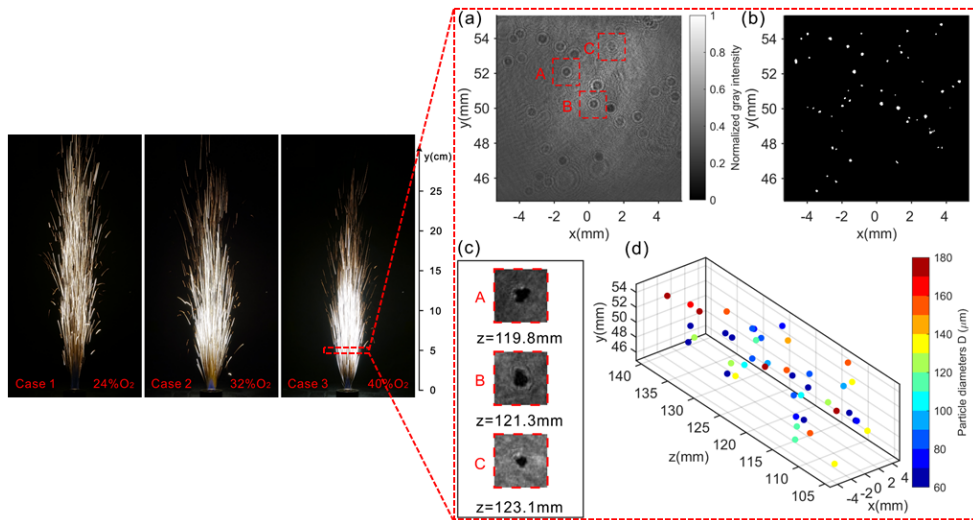 y(cm)
25
20
15
10
5
0
Case 1 24%O₂
Case 2 32%O₂
Case 3 40%O₂
(a)
54
52
50
48
46
y(mm)
-4 -2 0 2 4
x(mm)
A
B
C
1
0.8
0.6
0.4
0.2
0
Normalized gray intensity
(b)
54
52
50
48
46
y(mm)
-4 -2 0 2 4
x(mm)
(c)
A
z=119.8mm
B
z=121.3mm
C
z=123.1mm
(d)
54
52
50
48
46
y(mm)
140
135
130
125
120
115
110
105
z(mm)
-4 -2 0 2 4
x(mm)
180
160
140
120
100
80
60
Particle diameters D (μm)